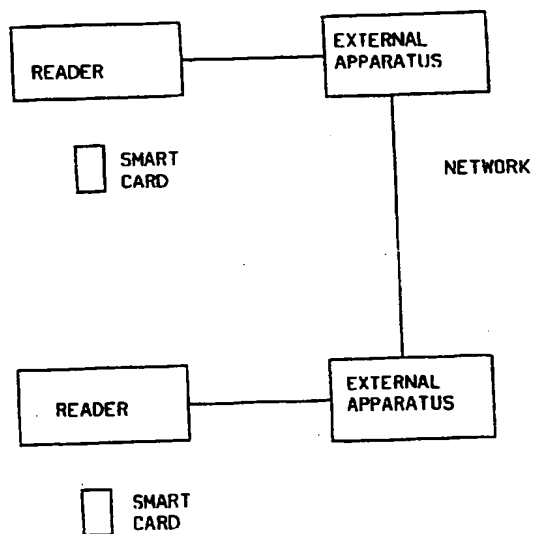 READER
EXTERNAL
APPARATUS
SMART
CARD
NETWORK
READER
EXTERNAL
APPARATUS
SMART
CARD